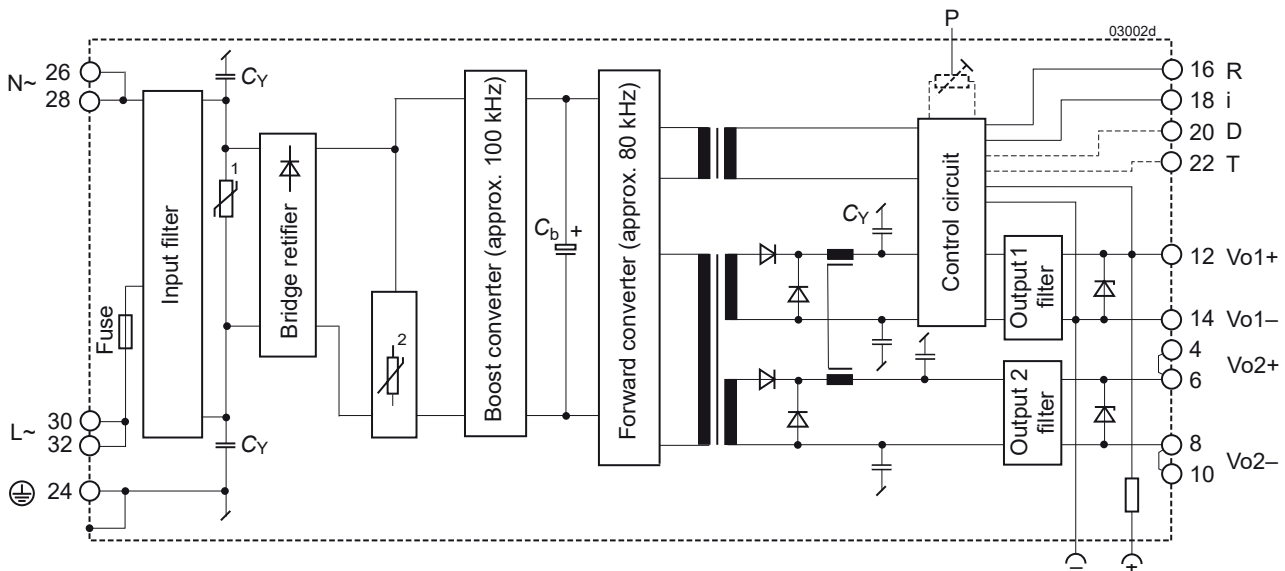 P
03002d
N~
26
28
CY
16 R
18 i
20 D
22 T
1
Input filter
Bridge retifier
2
Boost converter (approx. 100 kHz)
Cb
+
Forward converter (approx. 80 kHz)
CY
Control circuit
Output 1
filter
12 Vo1+
14 Vo1–
Fuse
4
Vo2+
6
Output 2
filter
30
L~
32
CY
8
Vo2–
10
24
–
+